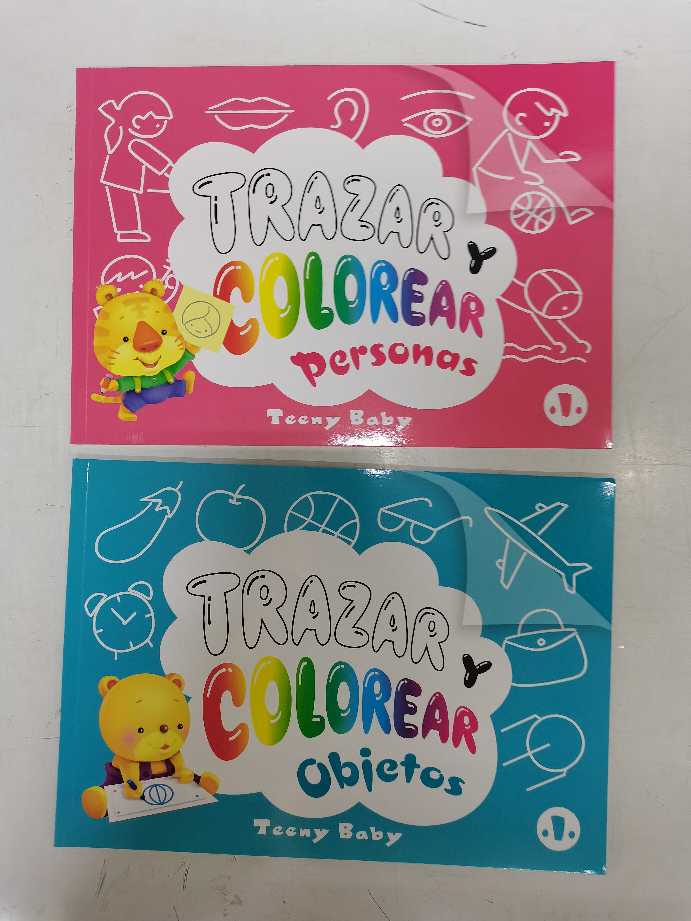 TRAZAR
Y
COLOREAR
Personas
Teeny Baby
TRAZAR
Y
COLOREAR
Objetos
Teeny Baby